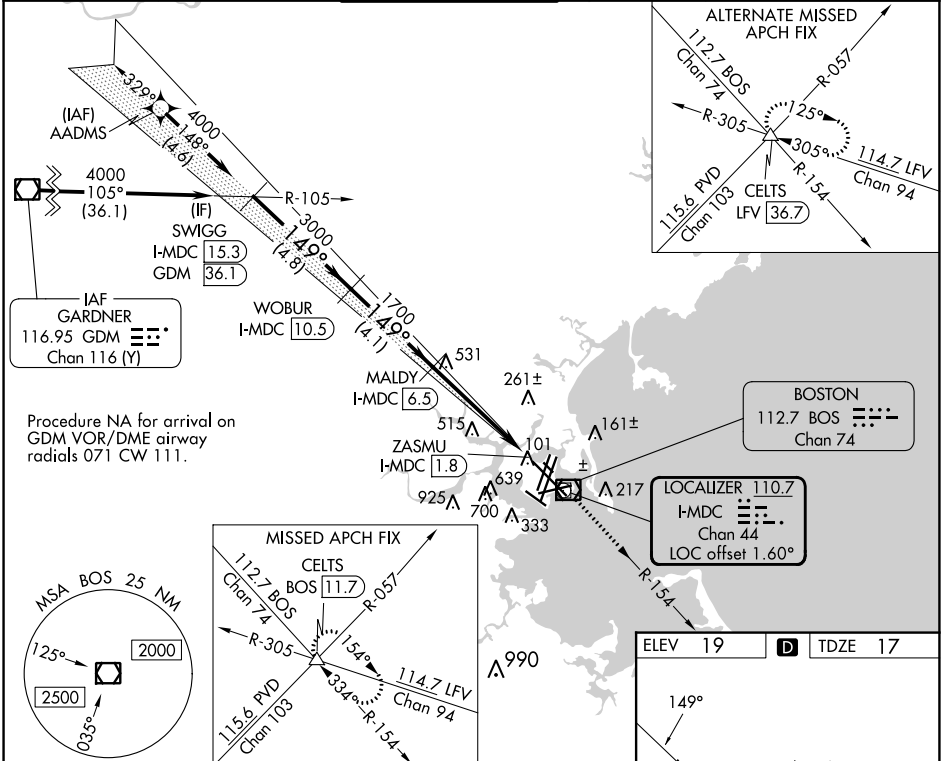 329°
(IAF)
AADMS
4000
148°
(4.6)
4000
105°
(36.1)
R-105
(IF)
SWIGG
I-MDC 15.3
GDM 36.1
3000
149°
(4.8)
WOBUR
I-MDC 10.5
1700
149°
(4.1)
IAF
GARDNER
116.95 GDM
Chan 116 (Y)
MALDY
I-MDC 6.5
531
261±
515
161±
ZASMU
I-MDC 1.8
101
±
639
925
700
333
217
990
Procedure NA for arrival on
GDM VOR/DME airway
radials 071 CW 111.
BOSTON
112.7 BOS
Chan 74
LOCALIZER 110.7
I-MDC
Chan 44
LOC offset 1.60°
R-154
ALTERNATE MISSED
APCH FIX
112.7 BOS
Chan 74
R-057
R-305
125°
305°
114.7 LFV
Chan 94
CELTS
LFV 36.7
R-154
115.6 PVD
Chan 103
MSA BOS 25 NM
125°
2000
2500
035°
MISSED APCH FIX
CELTS
BOS 11.7
112.7 BOS
Chan 74
R-057
R-305
154°
334°
114.7 LFV
Chan 94
115.6 PVD
Chan 103
R-154
ELEV 19 D TDZE 17
149°